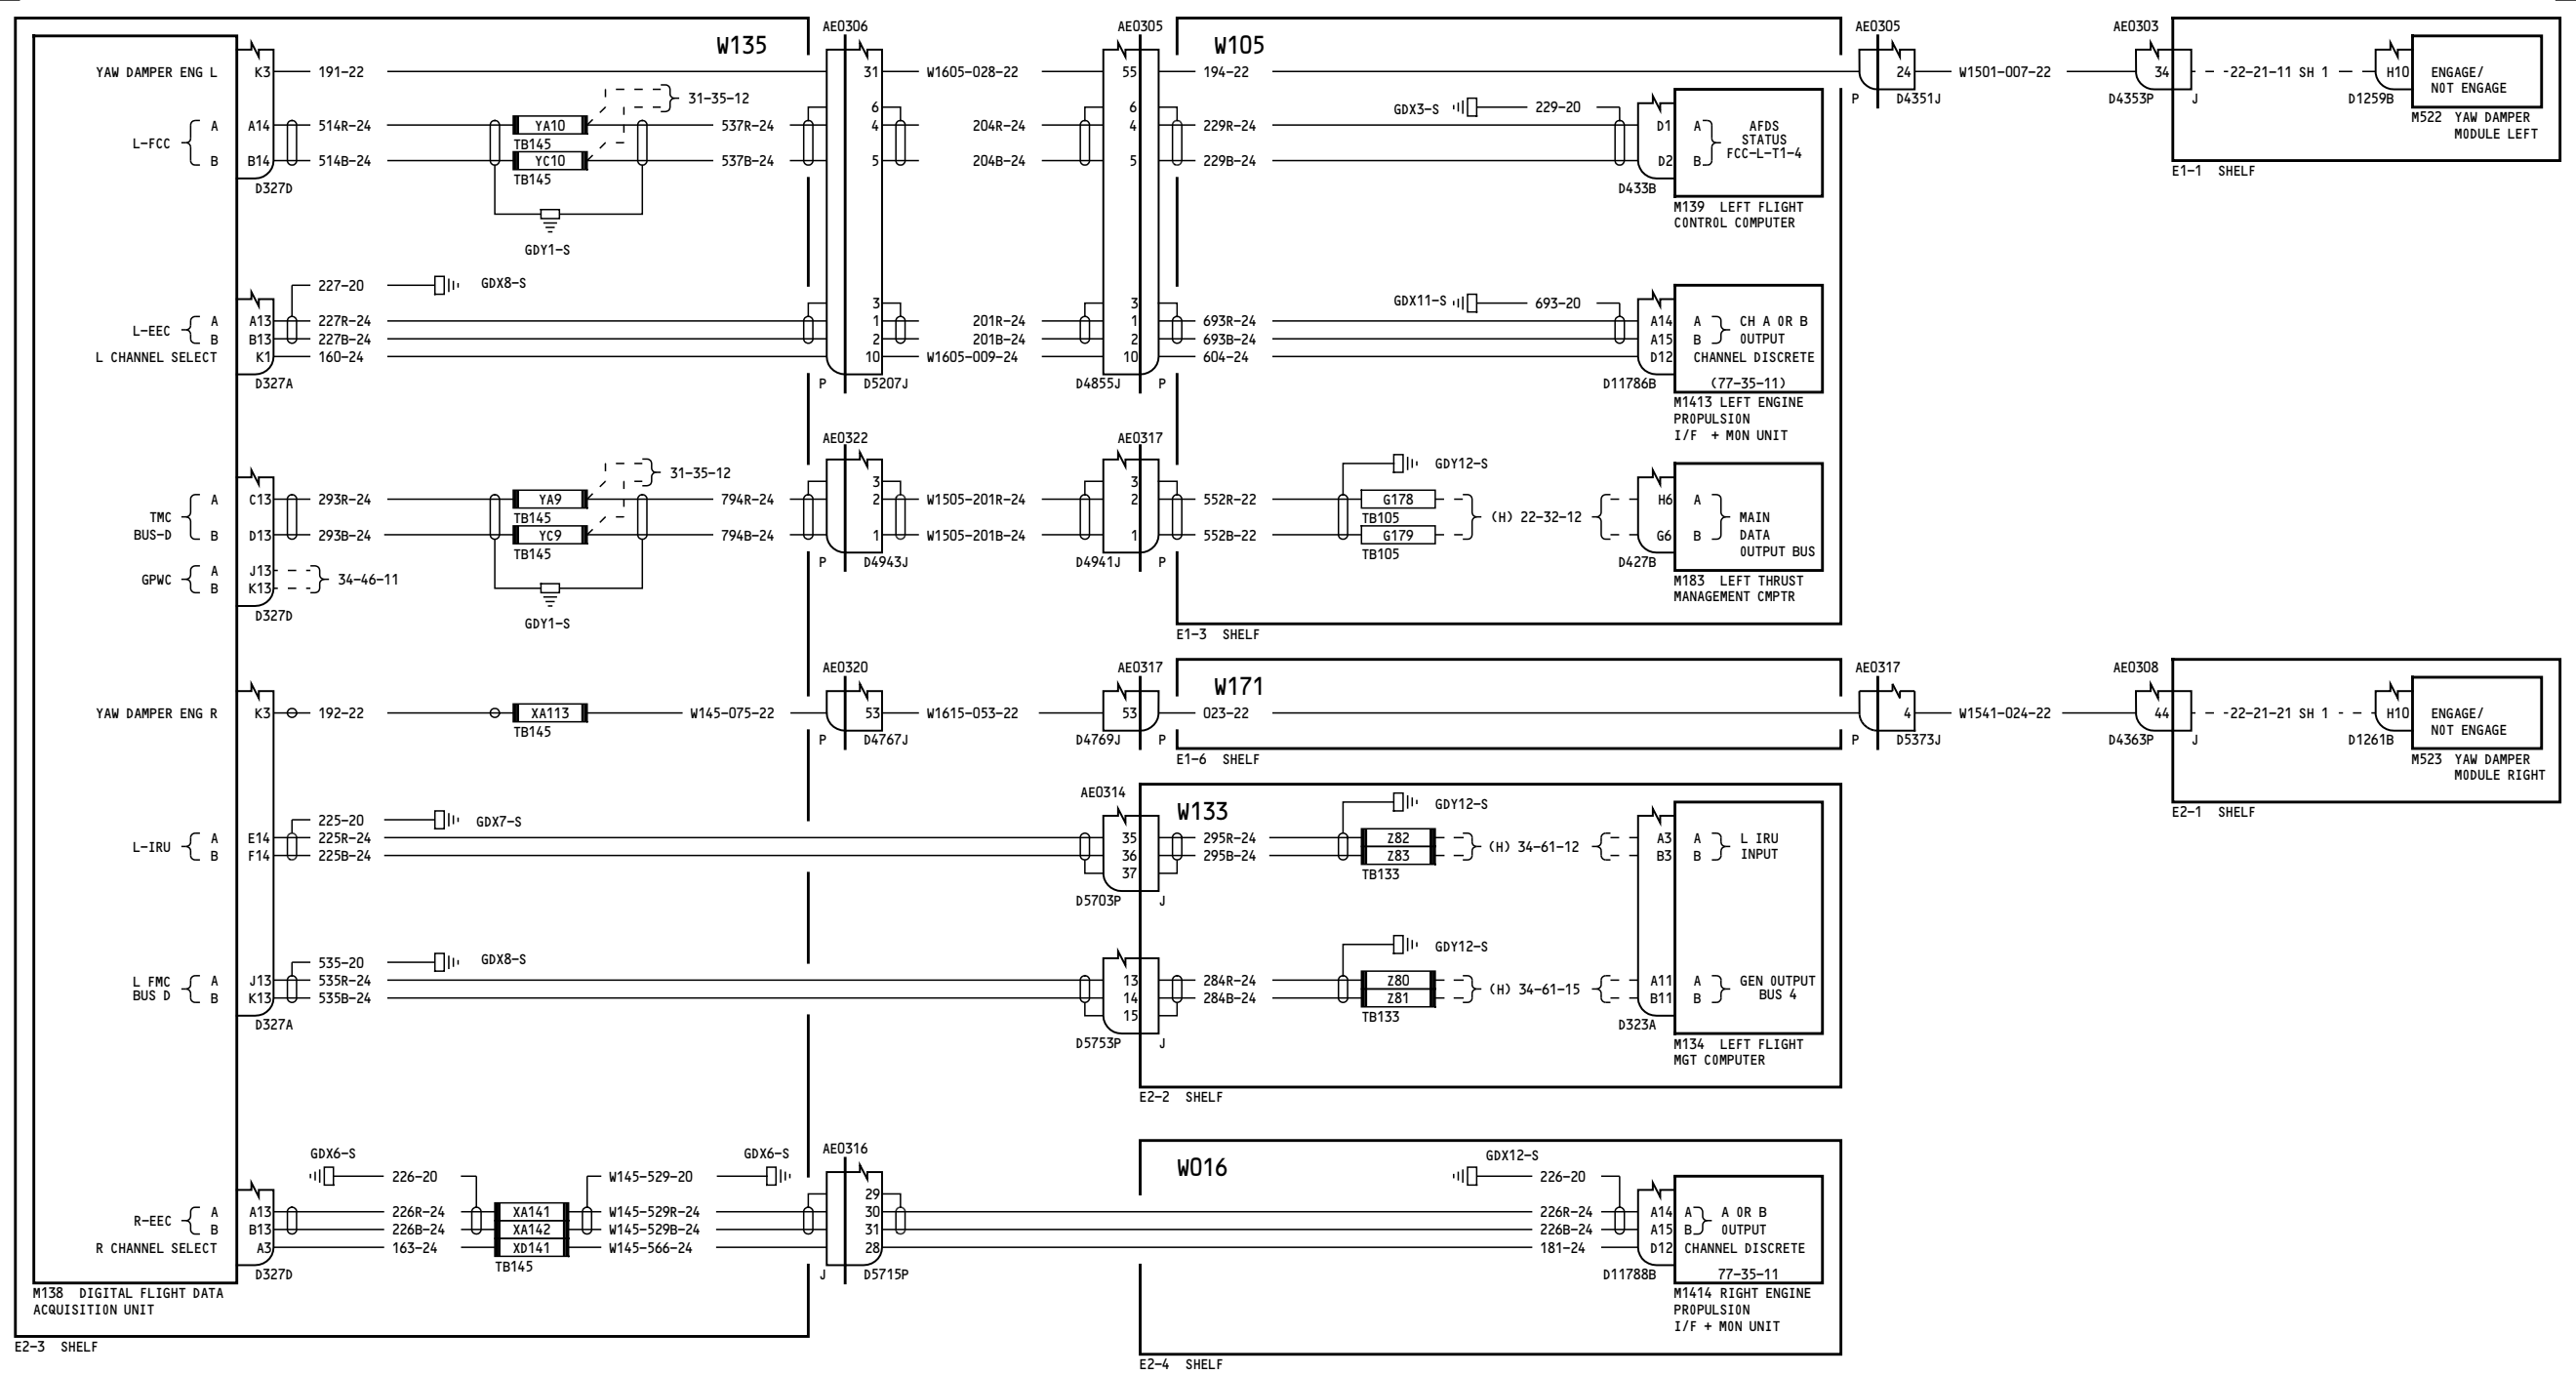 AE0306
AE0305
AE0305
AE0303
W135
W105
YAW DAMPER ENG L K3 191-22 31 W1605-028-22 55 194-22 24 W1501-007-22 34 -22-21-11 SH 1 H10 ENGAGE/
NOT ENGAGE
P D4351J D4353P J D1259B
M522 YAW DAMPER
MODULE LEFT
E1-1 SHELF
31-35-12
6 6 GDX3-S 229-20
L-FCC
A A14 514R-24 YA10 537R-24 4 204R-24 4 229R-24 D1 A AFDS
TB145
STATUS
B B14 514B-24 YC10 537B-24 5 204B-24 5 229B-24 D2 B FCC-L-T1-4
TB145
D327D
D433B
M139 LEFT FLIGHT
CONTROL COMPUTER
GDY1-S
227-20 GDX8-S
3 3 GDX11-S 693-20
L-EEC
A A13 227R-24 1 201R-24 1 693R-24 A14 A CH A OR B
B B13 227B-24 2 201B-24 2 693B-24 A15 B OUTPUT
L CHANNEL SELECT K1 160-24 10 W1605-009-24 10 604-24 D12 CHANNEL DISCRETE
D327A P D5207J D4855J P D11786B (77-35-11)
M1413 LEFT ENGINE
PROPULSION
I/F + MON UNIT
AE0322
AE0317
31-35-12
GDY12-S
3 3
TMC
BUS-D
A C13 293R-24 YA9 794R-24 2 W1505-201R-24 2 552R-22 G178 H6 A
TB145 TB105
(H) 22-32-12
MAIN
B D13 293B-24 YC9 794B-24 1 W1505-201B-24 1 552B-22 G179 G6 B DATA
TB145 TB105
OUTPUT BUS
P D4943J D4941J P D427B
GPWC
A J13
B K13
34-46-11
D327D
M183 LEFT THRUST
MANAGEMENT CMPTR
GDY1-S
E1-3 SHELF
AE0320
AE0317
AE0317
AE0308
W171
YAW DAMPER ENG R K3 192-22 XA113 W145-075-22 53 W1615-053-22 53 023-22 4 W1541-024-22 44 -22-21-21 SH 1 H10 ENGAGE/
NOT ENGAGE
TB145
P D4767J D4769J P P D5373J D4363P J D1261B
E1-6 SHELF
M523 YAW DAMPER
MODULE RIGHT
E2-1 SHELF
AE0314
W133
GDY12-S
225-20 GDX7-S
L-IRU
A E14 225R-24 35 295R-24 Z82 A3 A L IRU
(H) 34-61-12
B F14 225B-24 36 295B-24 Z83 B3 B INPUT
37
TB133
D5703P J
535-20 GDX8-S
GDY12-S
L FMC
BUS D
A J13 535R-24 13 284R-24 Z80 A11 A GEN OUTPUT
(H) 34-61-15
B K13 535B-24 14 284B-24 Z81 B11 B BUS 4
15
TB133
D327A
D5753P J
D323A
M134 LEFT FLIGHT
MGT COMPUTER
E2-2 SHELF
AE0316
W016
GDX6-S
GDX6-S
GDX12-S
226-20 W145-529-20 226-20
29
R-EEC
A A13 226R-24 XA141 W145-529R-24 30 226R-24 A14 A A OR B
B B13 226B-24 XA142 W145-529B-24 31 226B-24 A15 B OUTPUT
R CHANNEL SELECT A3 163-24 XD141 W145-566-24 28 181-24 D12 CHANNEL DISCRETE
TB145
D327D J D5715P D11788B 77-35-11
M138 DIGITAL FLIGHT DATA
ACQUISITION UNIT
M1414 RIGHT ENGINE
PROPULSION
I/F + MON UNIT
E2-3 SHELF
E2-4 SHELF